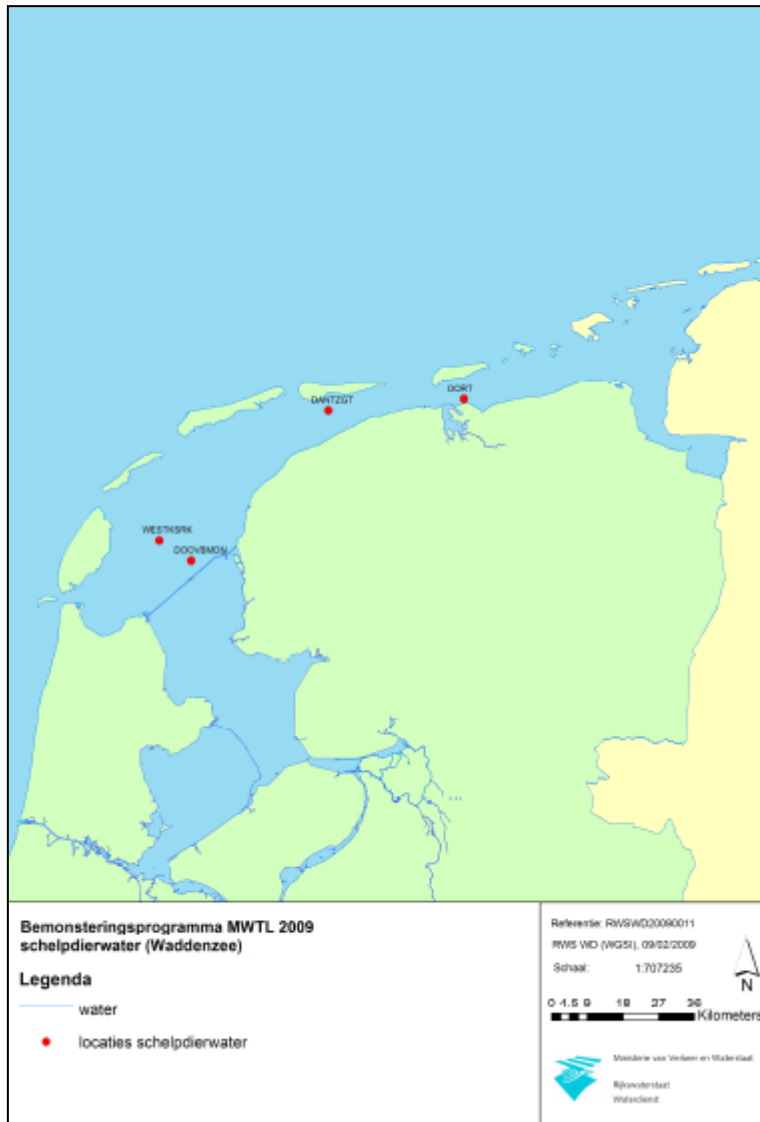 DANTZGT
OORT
WESTKSRK
DOOVBMDN
Bemonsteringsprogramma MWTL 2009
schelpdierwater (Waddenzee)
Legenda
water
locaties schelpdierwater
Referentie: RWSWD20090011
RWS WD (WGSI), 09/02/2009
Schaal: 1:707235
N
0 4.5 9 18 27 36
Kilometers
Ministerie van Verkeer en Waterstaat
Rijkswaterstaat
Waterdienst